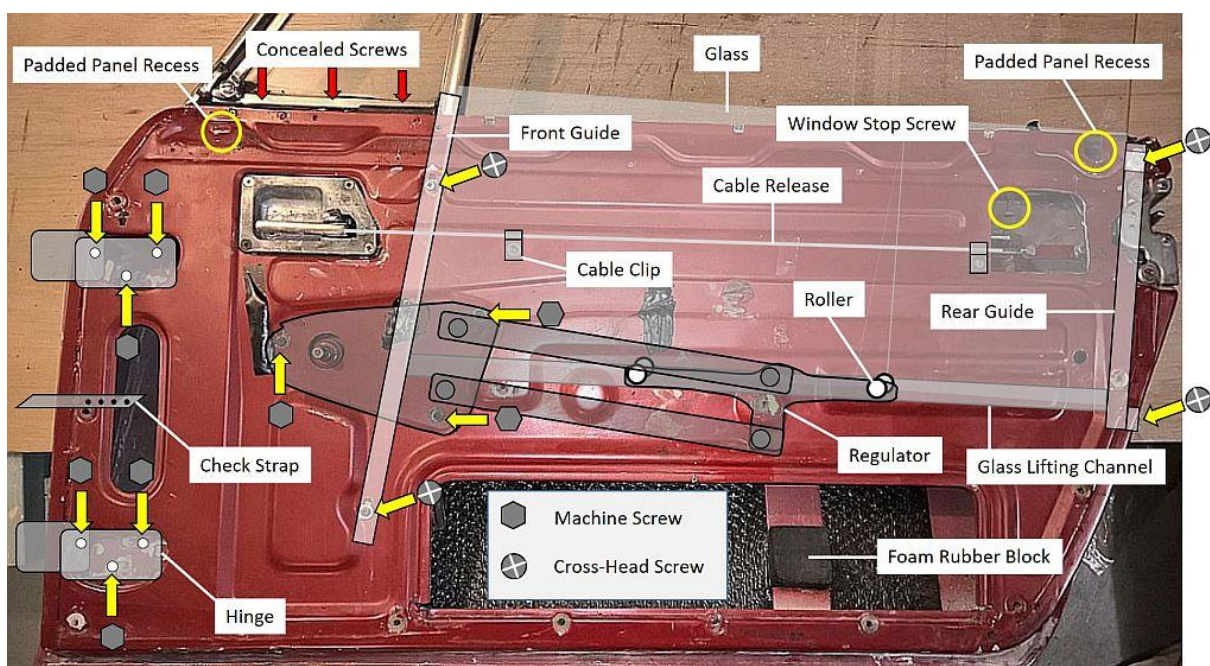 Concealed Screws
Glass
Padded Panel Recess
Padded Panel Recess
Front Guide
Window Stop Screw
Cable Release
Cable Clip
Roller
Rear Guide
Check Strap
Regulator
Glass Lifting Channel
Machine Screw
Cross-Head Screw
Foam Rubber Block
Hinge